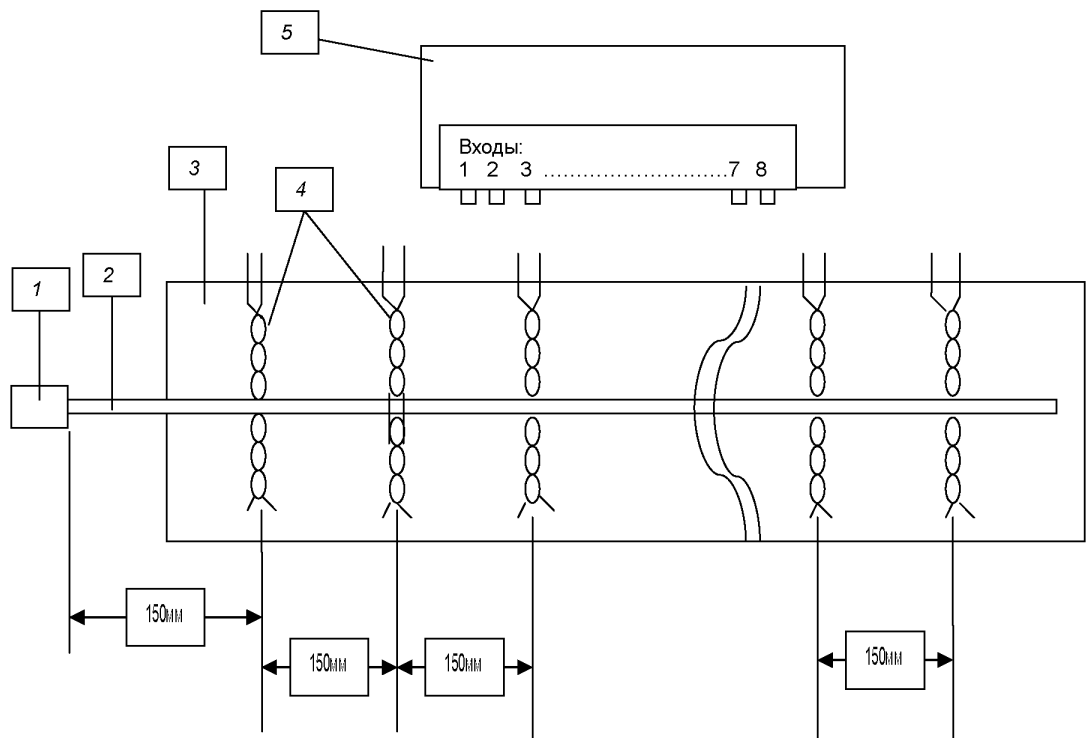 5
Входы:
1 2 3 ............................7 8
3
4
2
1
150мм
150мм
150мм
150мм